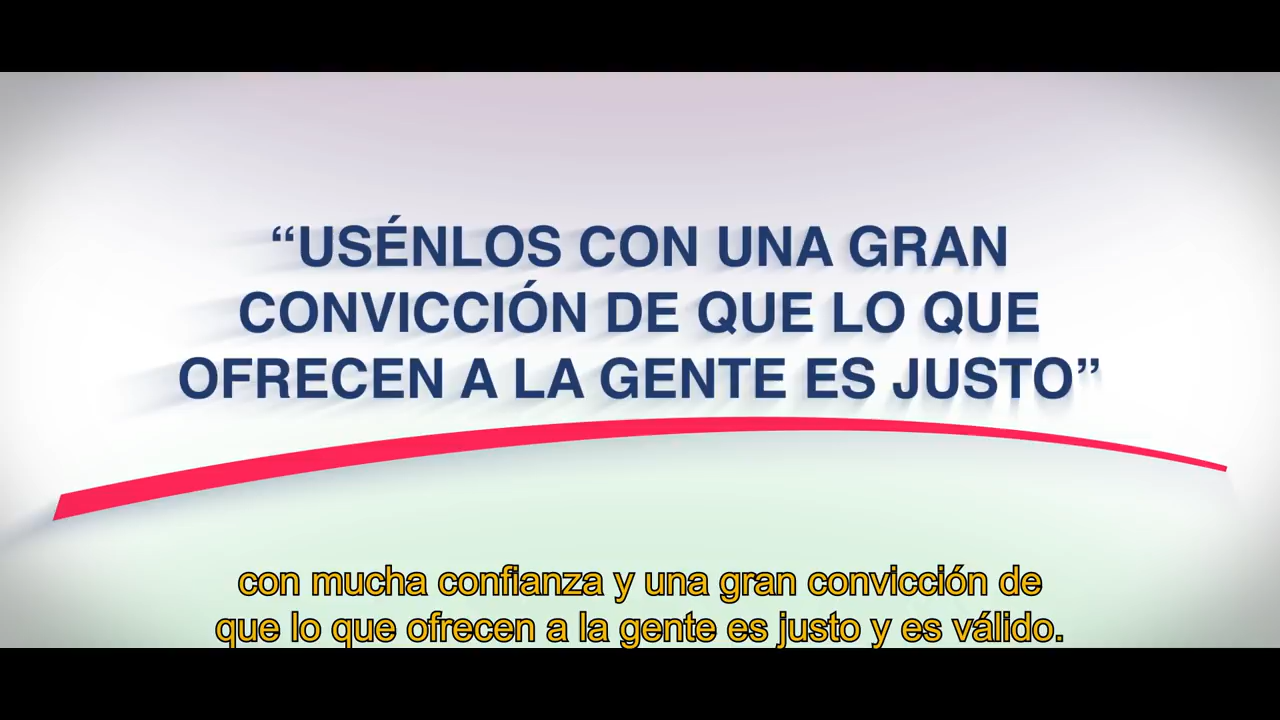 “USÉNLOS CON UNA GRAN
CONVICCIÓN DE QUE LO QUE
OFRECEN A LA GENTE ES JUSTO”
con mucha confianza y una gran convicción de
que lo que ofrecen a la gente es justo y es válido.